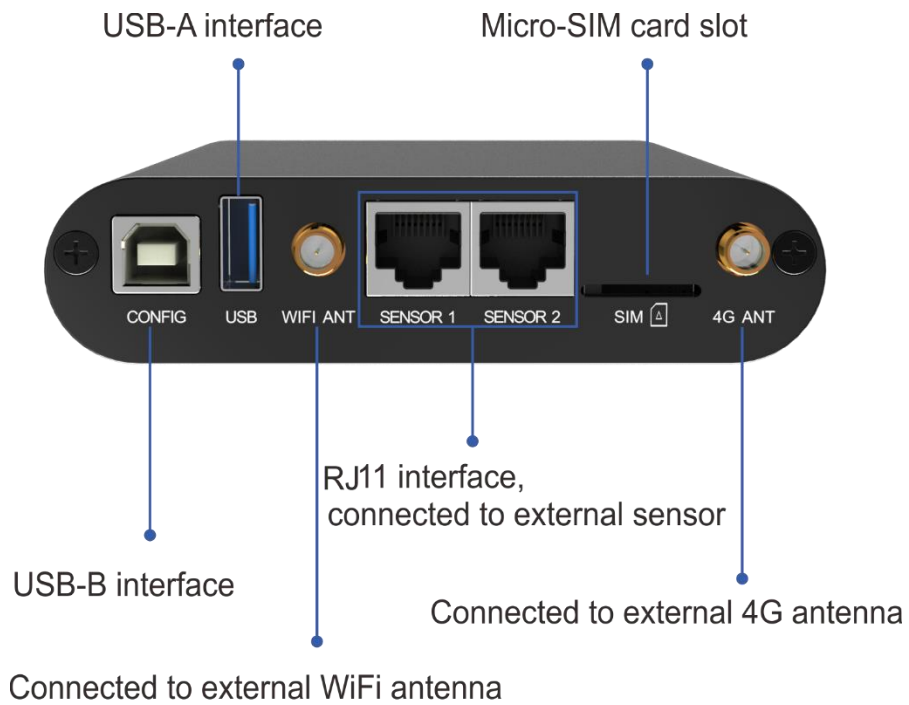 USB-A interface
Micro-SIM card slot
CONFIG
USB
WIFI ANT
SENSOR 1
SENSOR 2
SIM
4G ANT
RJ11 interface,
connected to external sensor
USB-B interface
Connected to external 4G antenna
Connected to external WiFi antenna